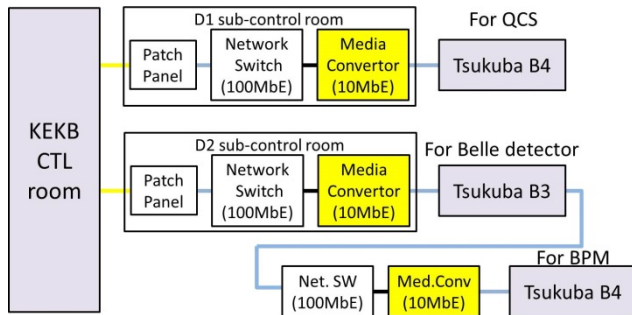 D1 sub-control room
For QCS
Patch
Panel
Network
Switch
(100MbE)
Media
Convertor
(10MbE)
Tsukuba B4
KEKB
CTL
room
D2 sub-control room
For Belle detector
Patch
Panel
Network
Switch
(100MbE)
Media
Convertor
(10MbE)
Tsukuba B3
For BPM
Net. SW
(100MbE)
Med.Conv
(10MbE)
Tsukuba B4